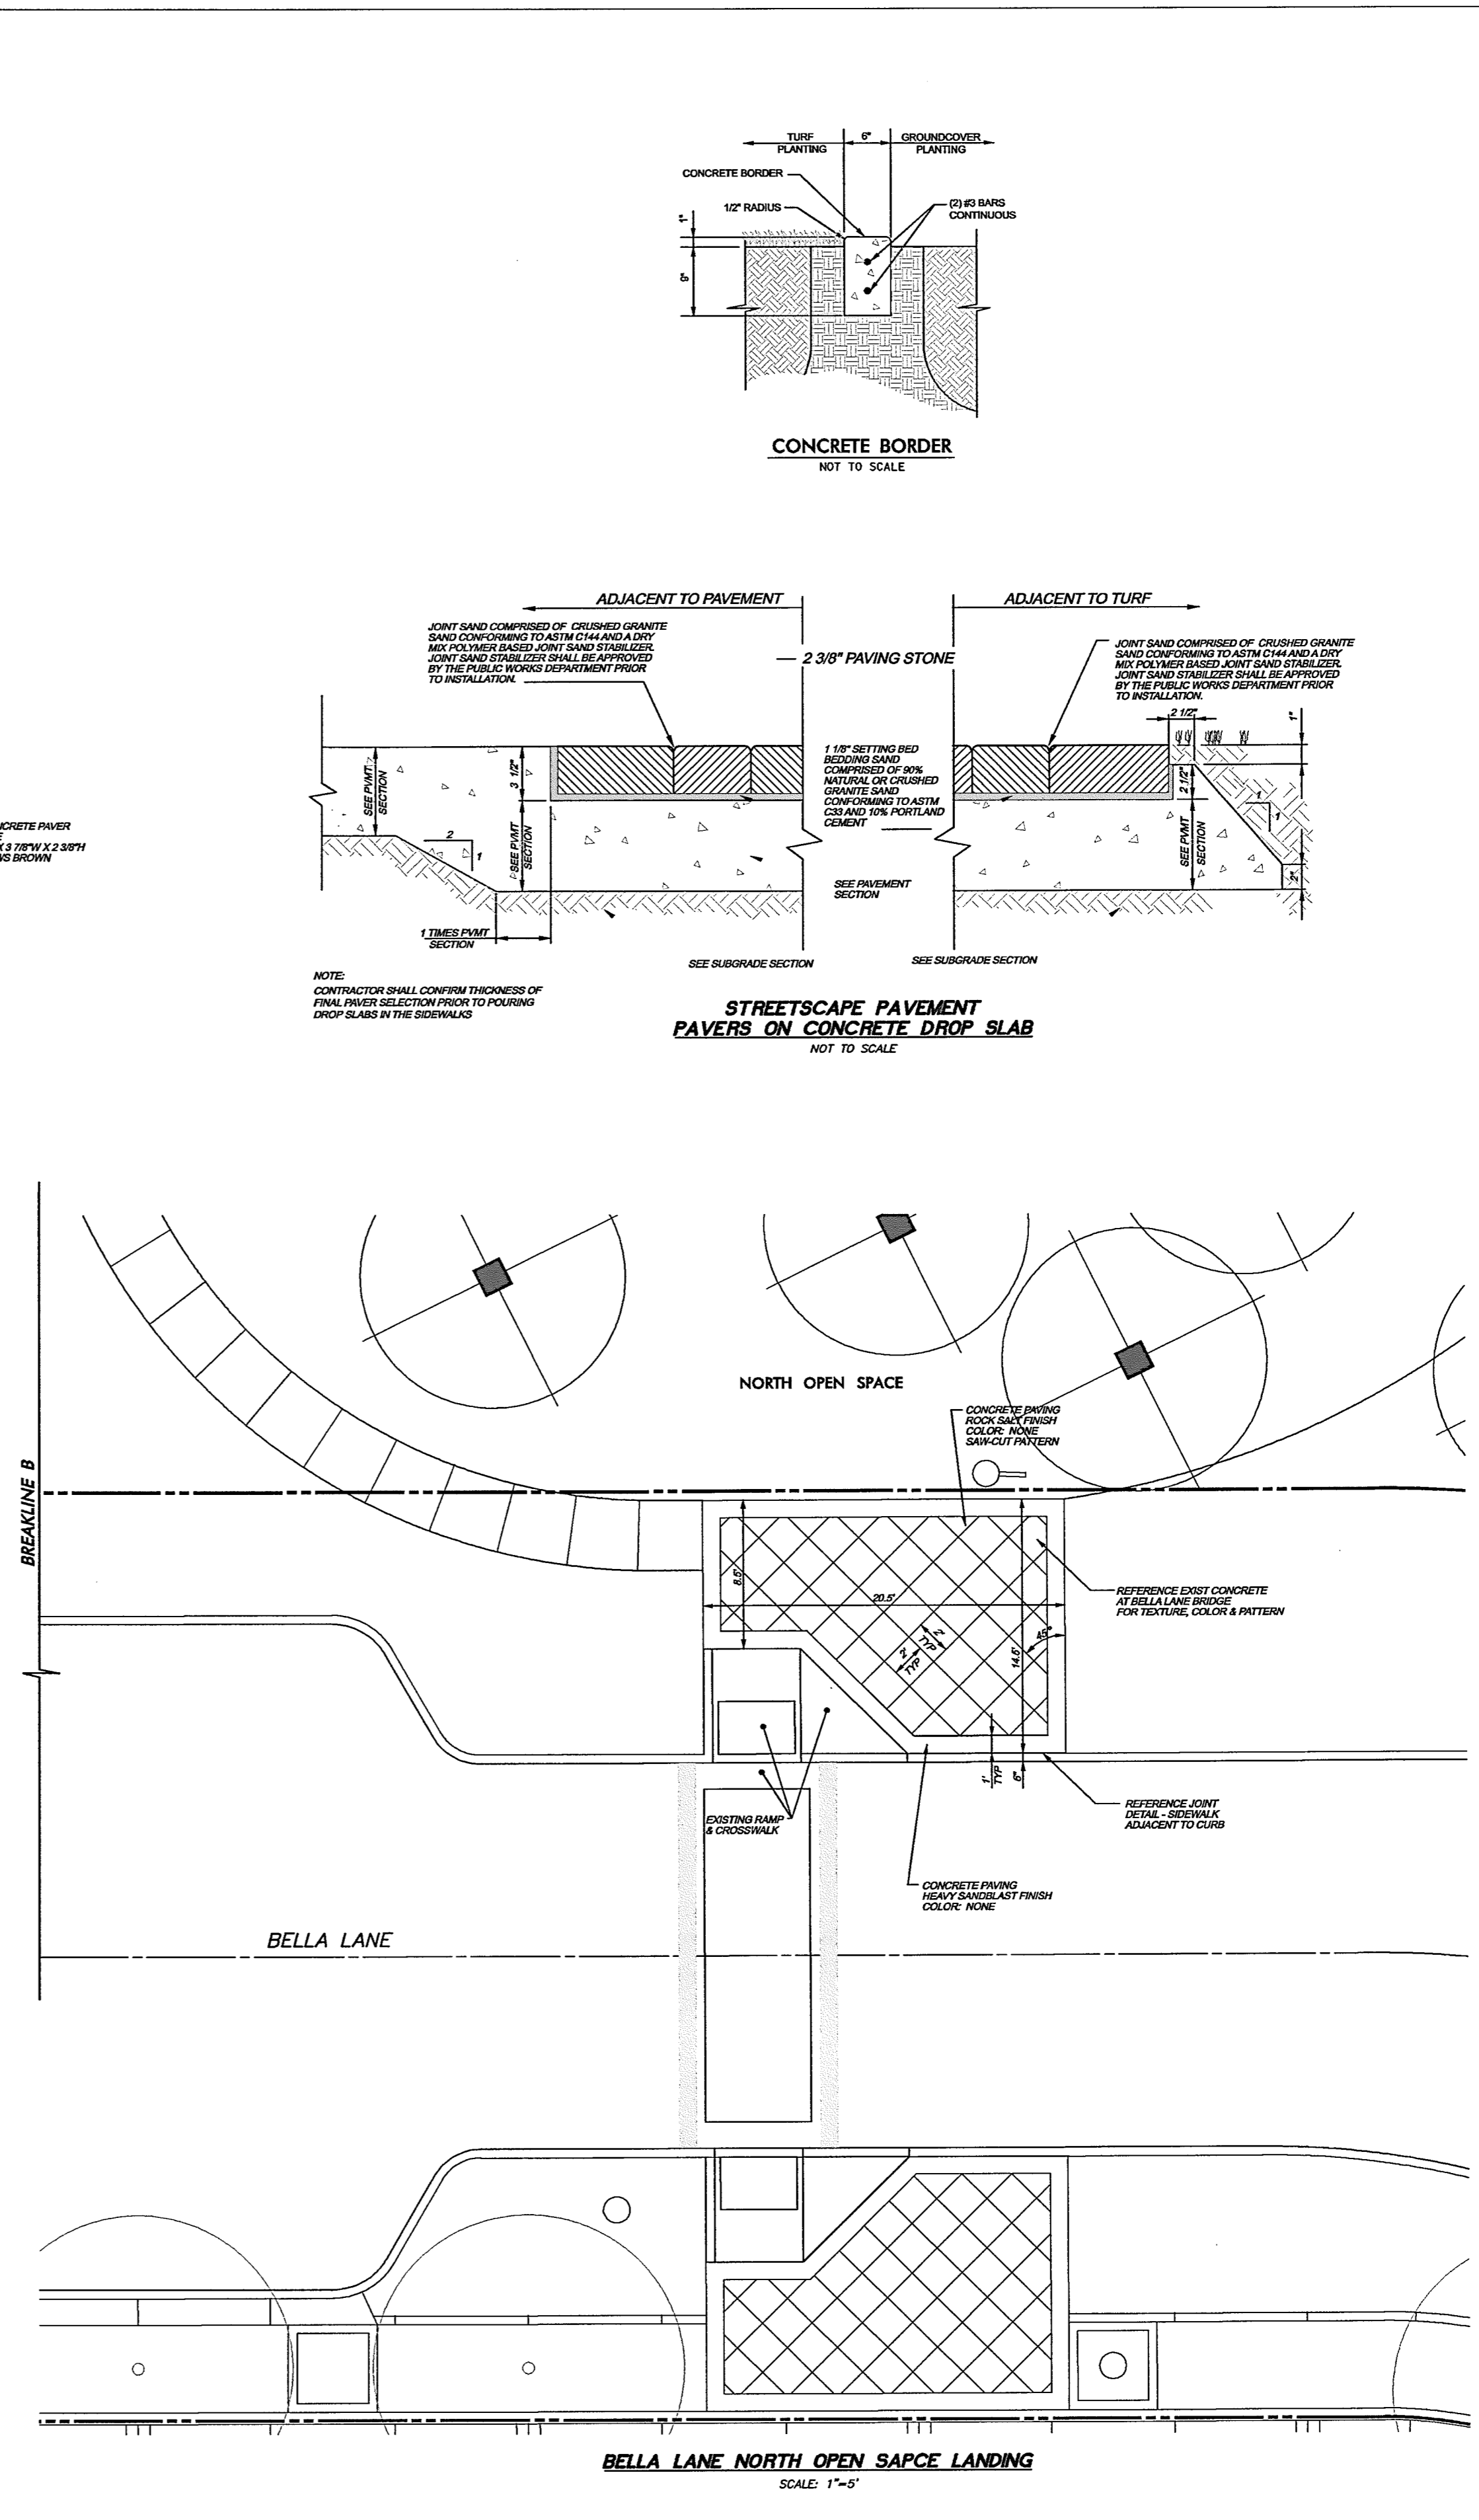 TURF
PLANTING
6"
GROUNDCOVER
PLANTING
CONCRETE BORDER
1/2" RADIUS
(2) #3 BARS
CONTINUOUS
1"
9"
CONCRETE BORDER
NOT TO SCALE
ADJACENT TO PAVEMENT
ADJACENT TO TURF
JOINT SAND COMPRISED OF CRUSHED GRANITE
SAND CONFORMING TO ASTM C144 AND A DRY
MIX POLYMER BASED JOINT SAND STABILIZER.
JOINT SAND STABILIZER SHALL BE APPROVED
BY THE PUBLIC WORKS DEPARTMENT PRIOR
TO INSTALLATION.
2 3/8" PAVING STONE
JOINT SAND COMPRISED OF CRUSHED GRANITE
SAND CONFORMING TO ASTM C144 AND A DRY
MIX POLYMER BASED JOINT SAND STABILIZER.
JOINT SAND STABILIZER SHALL BE APPROVED
BY THE PUBLIC WORKS DEPARTMENT PRIOR
TO INSTALLATION.
2 1/2"
1"
SEE PVMT
SECTION
3 1/2"
1 1/8" SETTING BED
BEDDING SAND
COMPRISED OF 90%
NATURAL OR CRUSHED
GRANITE SAND
CONFORMING TO ASTM
C33 AND 10% PORTLAND
CEMENT
2 1/2"
1
1
CRETE PAVER
X 3 7/8"W X 2 3/8"H
WS BROWN
2
1
SEE PVMT
SECTION
SEE PVMT
SECTION
2"
SEE PAVEMENT
SECTION
1 TIMES PVMT
SECTION
SEE SUBGRADE SECTION
SEE SUBGRADE SECTION
NOTE:
CONTRACTOR SHALL CONFIRM THICKNESS OF
FINAL PAVER SELECTION PRIOR TO POURING
DROP SLABS IN THE SIDEWALKS
STREETSCAPE PAVEMENT
PAVERS ON CONCRETE DROP SLAB
NOT TO SCALE
NORTH OPEN SPACE
CONCRETE PAVING
ROCK SALT FINISH
COLOR: NONE
SAW-CUT PATTERN
BREAKLINE B
8.5'
20.5'
REFERENCE EXIST CONCRETE
AT BELLA LANE BRIDGE
FOR TEXTURE, COLOR & PATTERN
2'
TYP
2'
TYP
45°
14.5'
1'
TYP
6"
EXISTING RAMP
& CROSSWALK
REFERENCE JOINT
DETAIL - SIDEWALK
ADJACENT TO CURB
CONCRETE PAVING
HEAVY SANDBLAST FINISH
COLOR: NONE
BELLA LANE
BELLA LANE NORTH OPEN SAPCE LANDING
SCALE: 1"=5'